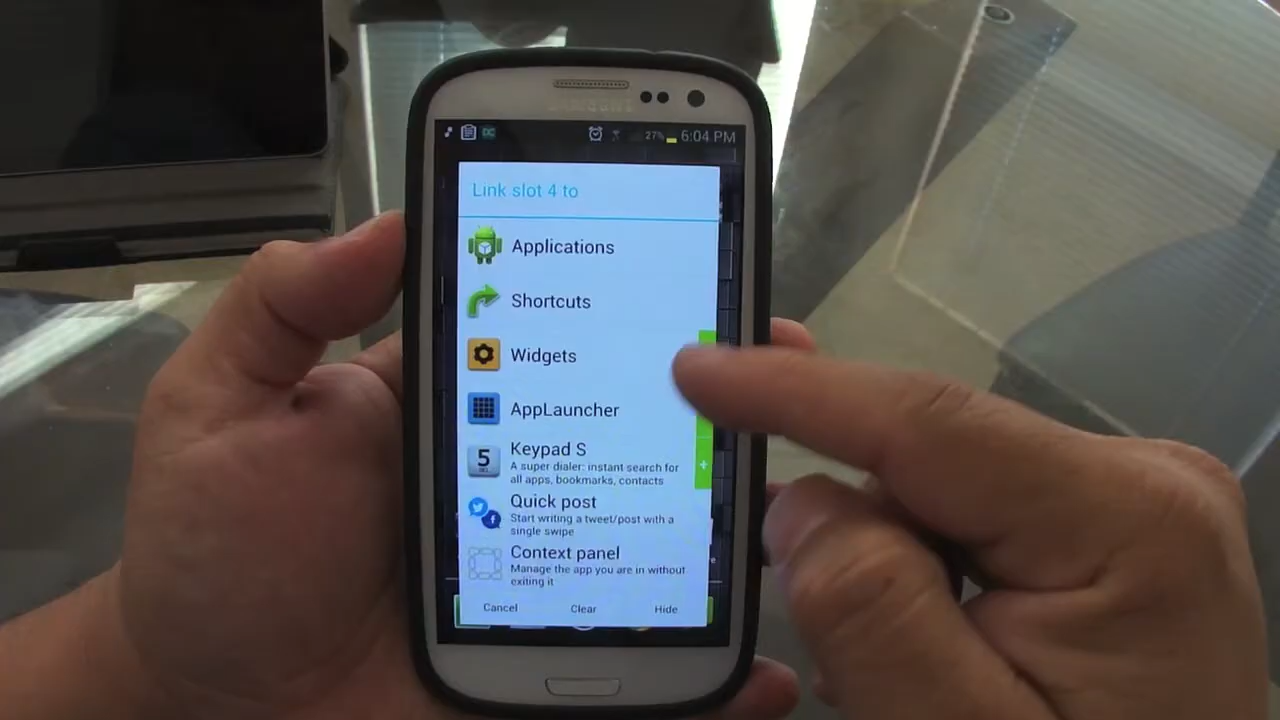 SAMSUNG
DC
27% 6:04 PM
Link slot 4 to
Applications
Shortcuts
Widgets
AppLauncher
5
Keypad S
A super dialer: instant search for
all apps, bookmarks, contacts
+
Quick post
Start writing a tweet/post with a
single swipe
Context panel
Manage the app you are in without
exiting it
Cancel Clear Hide